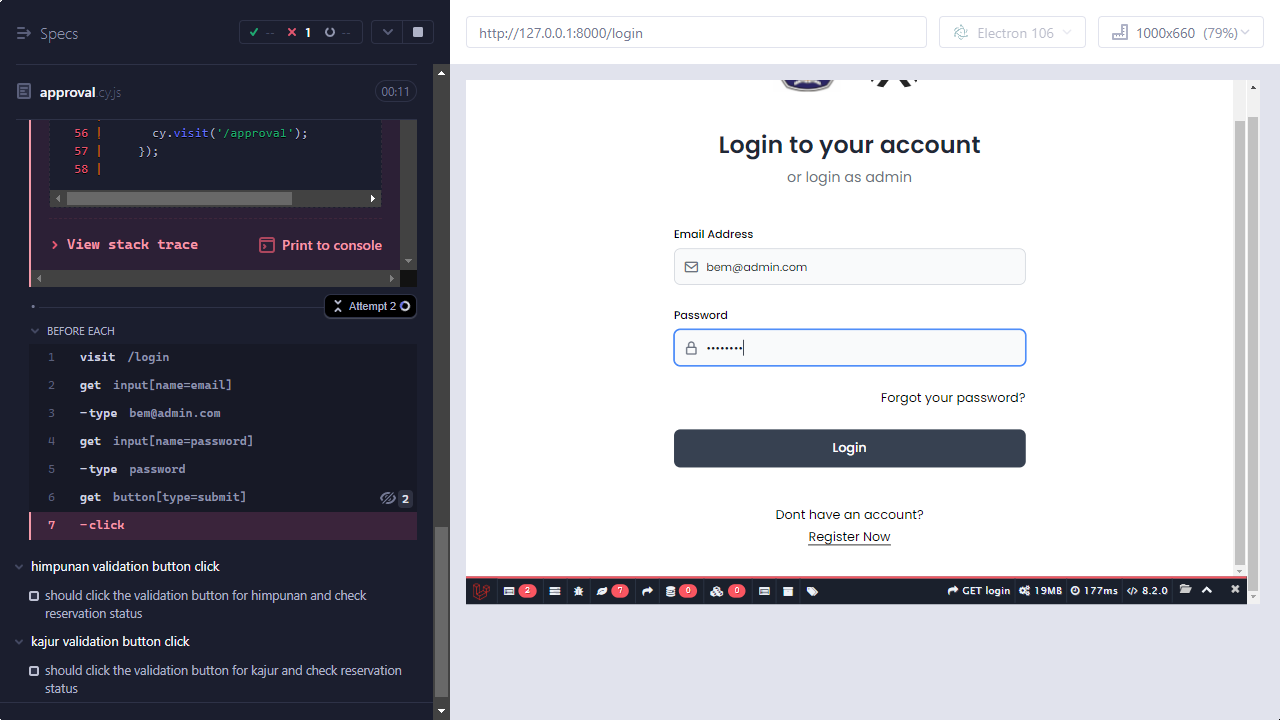 Specs
-- 1 --
approval.cy.js
00:11
56 | cy.visit('/approval');
57 | });
58 |
View stack trace
Print to console
Attempt 2
BEFORE EACH
1 visit /login
2 get input[name=email]
3 -type bem@admin.com
4 get input[name=password]
5 -type password
6 get button[type=submit] 2
7 -click
himpunan validation button click
should click the validation button for himpunan and check
reservation status
kajur validation button click
should click the validation button for kajur and check reservation
status
http://127.0.0.1:8000/login
Electron 106
1000x660 (79%)
Login to your account
or login as admin
Email Address
bem@admin.com
Password
••••••••
Forgot your password?
Login
Dont have an account?
Register Now
2 7 0 0 GET login 19MB 177ms 8.2.0